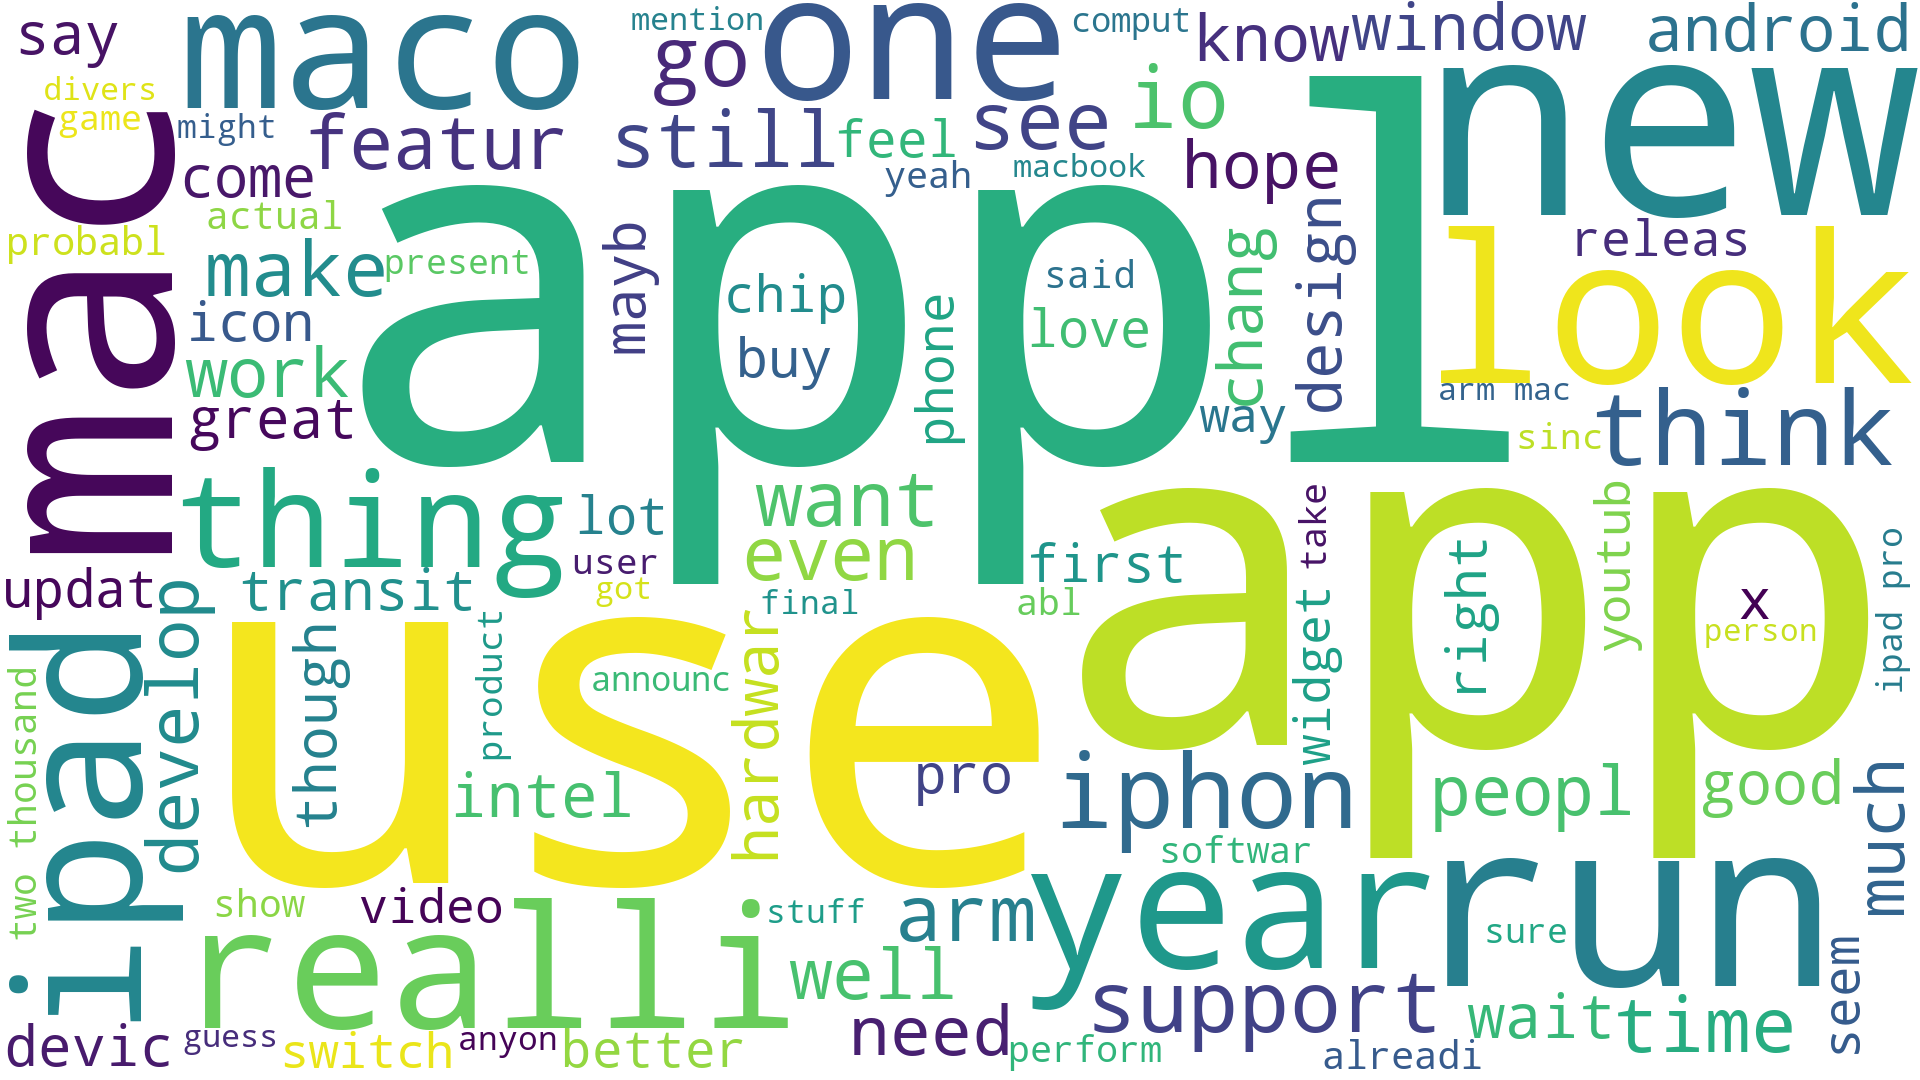 say
maco
mention
go
one
comput
know
window
android
divers
game
might
featur
still
feel
see
io
new
mac
come
yeah
macbook
hope
actual
probabl
make
present
appl
mayb
chip
said
chang
design
releas
look
icon
buy
phone
love
work
great
way
arm mac
sinc
think
thing
lot
want
even
user
got
first
take
app
right
youtub
ipad pro
updat
transit
final
abl
x
person
ipad
develop
though
use
product
announc
hardwar
widget
two thousand
intel
pro
iphon
peopl
good
much
show
video
stuff
softwar
year
run
realli
arm
sure
well
support
wait
time
seem
devic
guess
switch
anyon
better
need
perform
alreadi